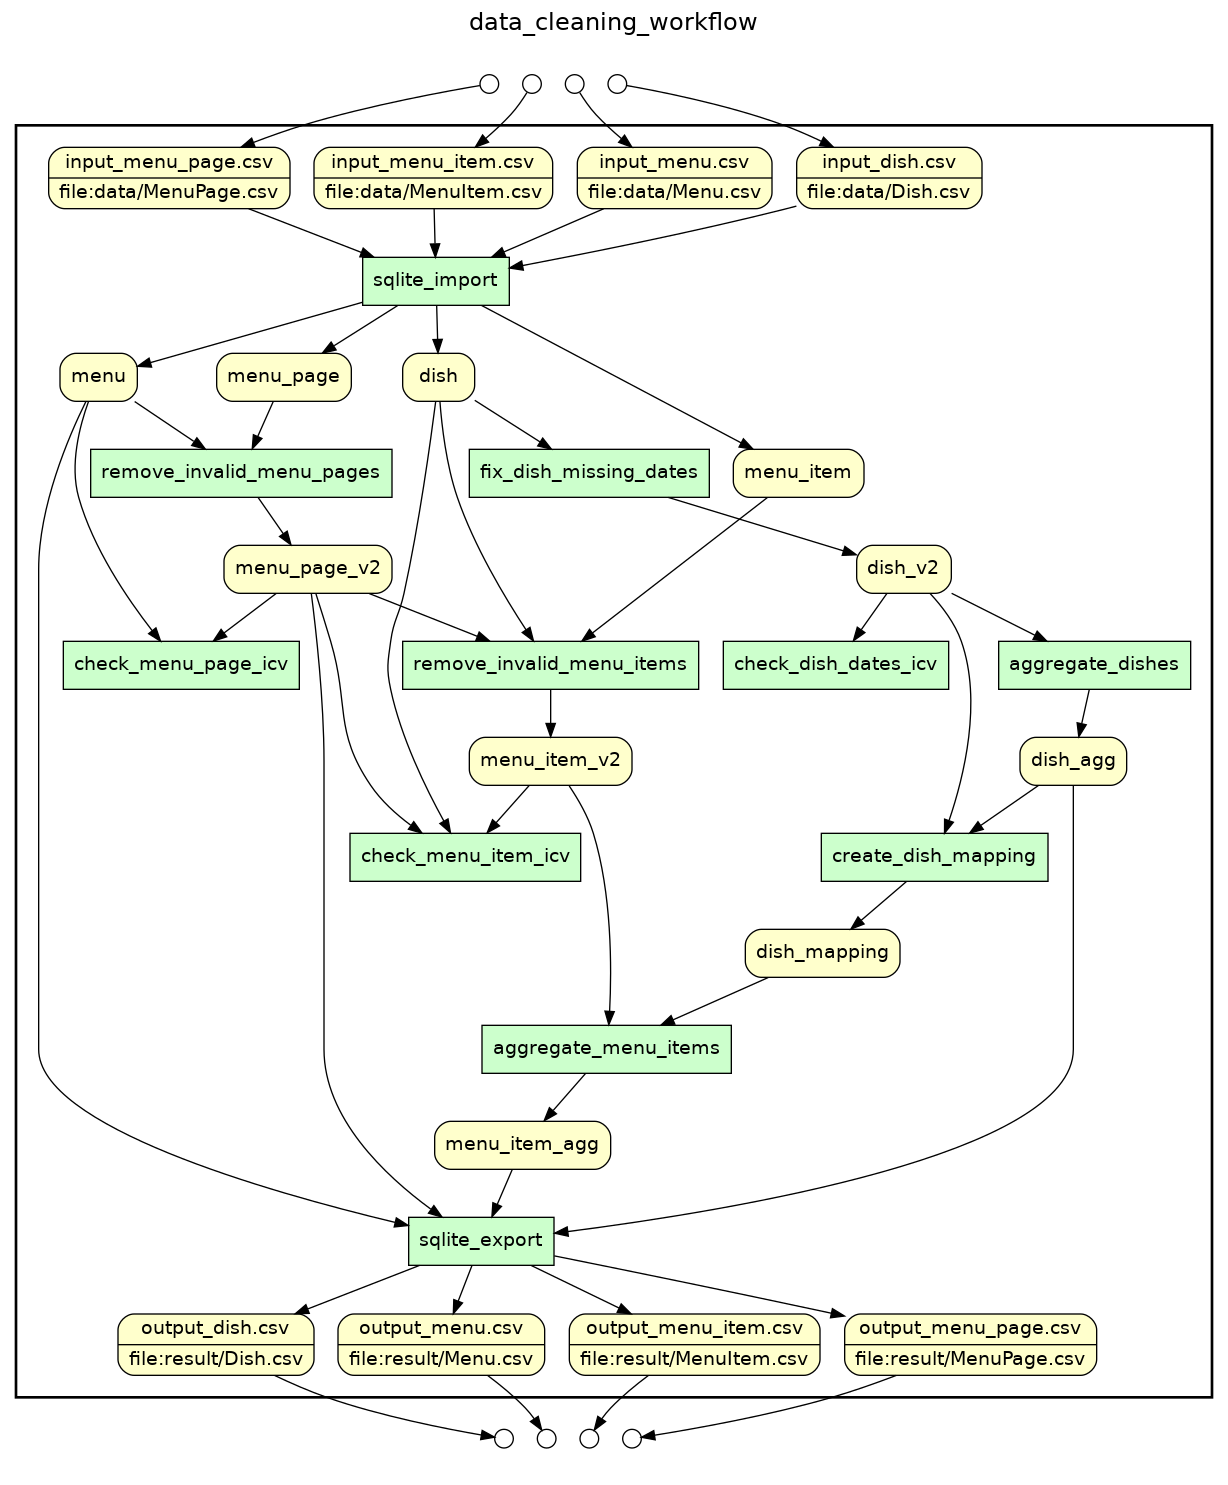 data_cleaning_workflow
input_menu_page.csv
file:data/MenuPage.csv
input_menu_item.csv
file:data/MenuItem.csv
input_menu.csv
file:data/Menu.csv
input_dish.csv
file:data/Dish.csv
sqlite_import
menu
menu_page
dish
remove_invalid_menu_pages
fix_dish_missing_dates
menu_item
menu_page_v2
dish_v2
check_menu_page_icv
remove_invalid_menu_items
check_dish_dates_icv
aggregate_dishes
menu_item_v2
dish_agg
check_menu_item_icv
create_dish_mapping
dish_mapping
aggregate_menu_items
menu_item_agg
sqlite_export
output_dish.csv
file:result/Dish.csv
output_menu.csv
file:result/Menu.csv
output_menu_item.csv
file:result/MenuItem.csv
output_menu_page.csv
file:result/MenuPage.csv